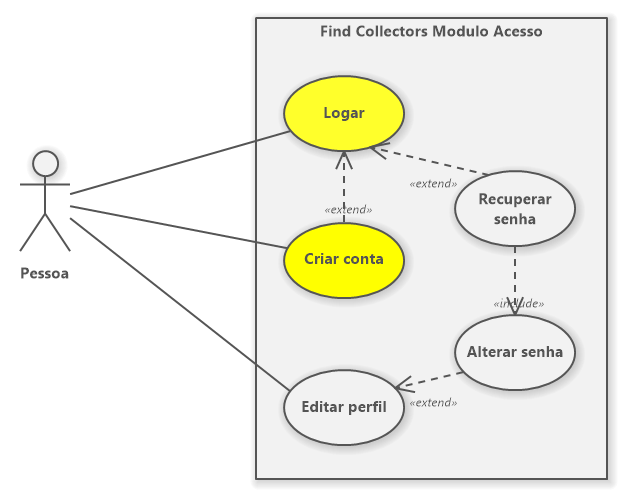 Find Collectors Modulo Acesso
Logar
«extend»
Recuperar
senha
«extend»
Criar conta
Pessoa
«include»
Alterar senha
Editar perfil
«extend»